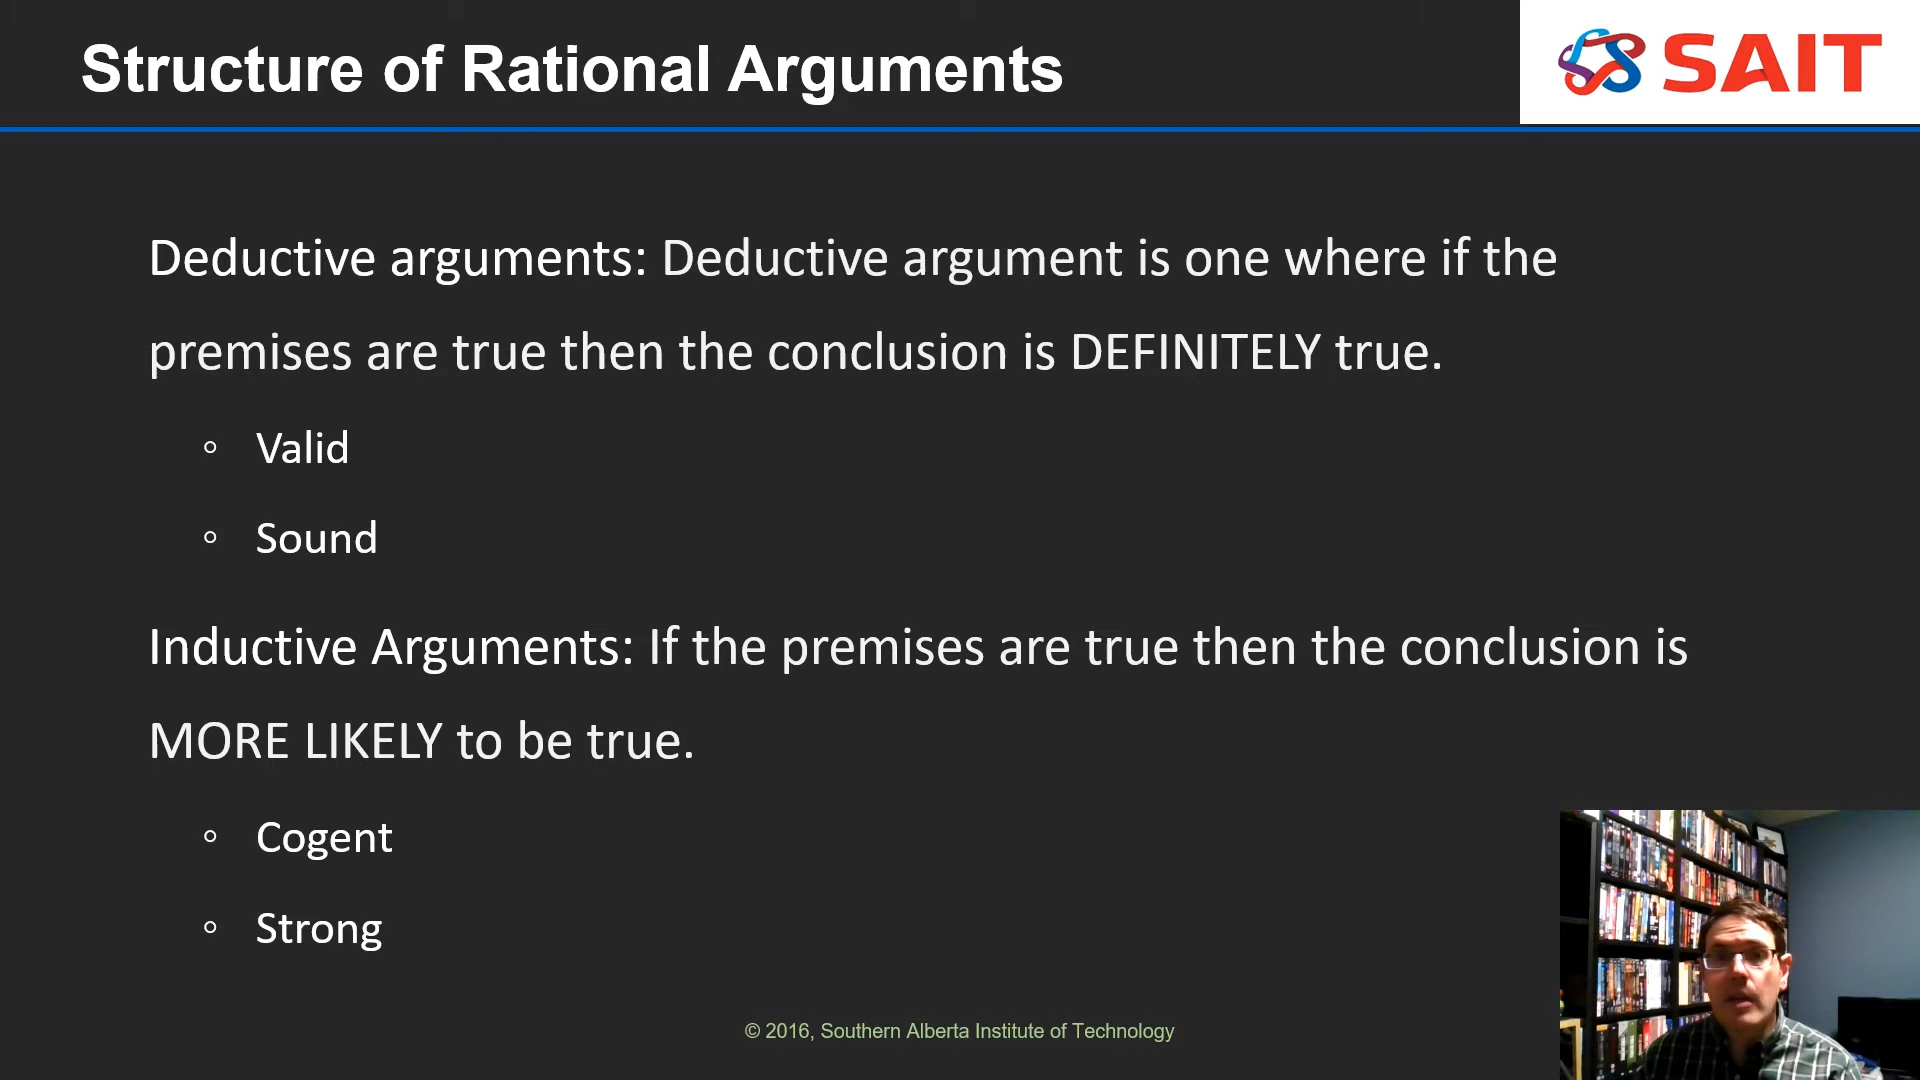 Structure of Rational Arguments
SAIT
Deductive arguments: Deductive argument is one where if the
premises are true then the conclusion is DEFINITELY true.
Valid
Sound
Inductive Arguments: If the premises are true then the conclusion is
MORE LIKELY to be true.
Cogent
Strong
© 2016, Southern Alberta Institute of Technology